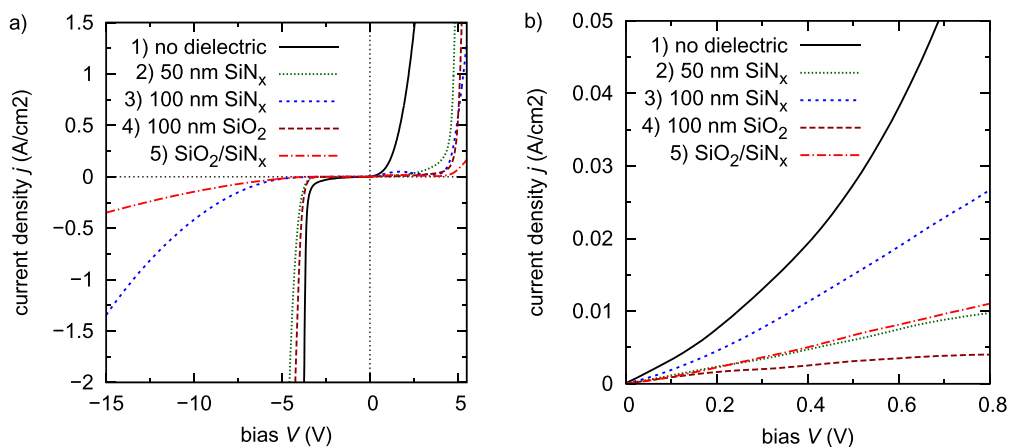 a)
1.5
1
0.5
0
−0.5
−1
−1.5
−2
−15
−10
−5
0
5
current density j (A/cm2)
bias V (V)
1) no dielectric
2) 50 nm SiNx
3) 100 nm SiNx
4) 100 nm SiO2
5) SiO2/SiNx
b)
0.05
0.04
0.03
0.02
0.01
0
0
0.2
0.4
0.6
0.8
current density j (A/cm2)
bias V (V)
1) no dielectric
2) 50 nm SiNx
3) 100 nm SiNx
4) 100 nm SiO2
5) SiO2/SiNx